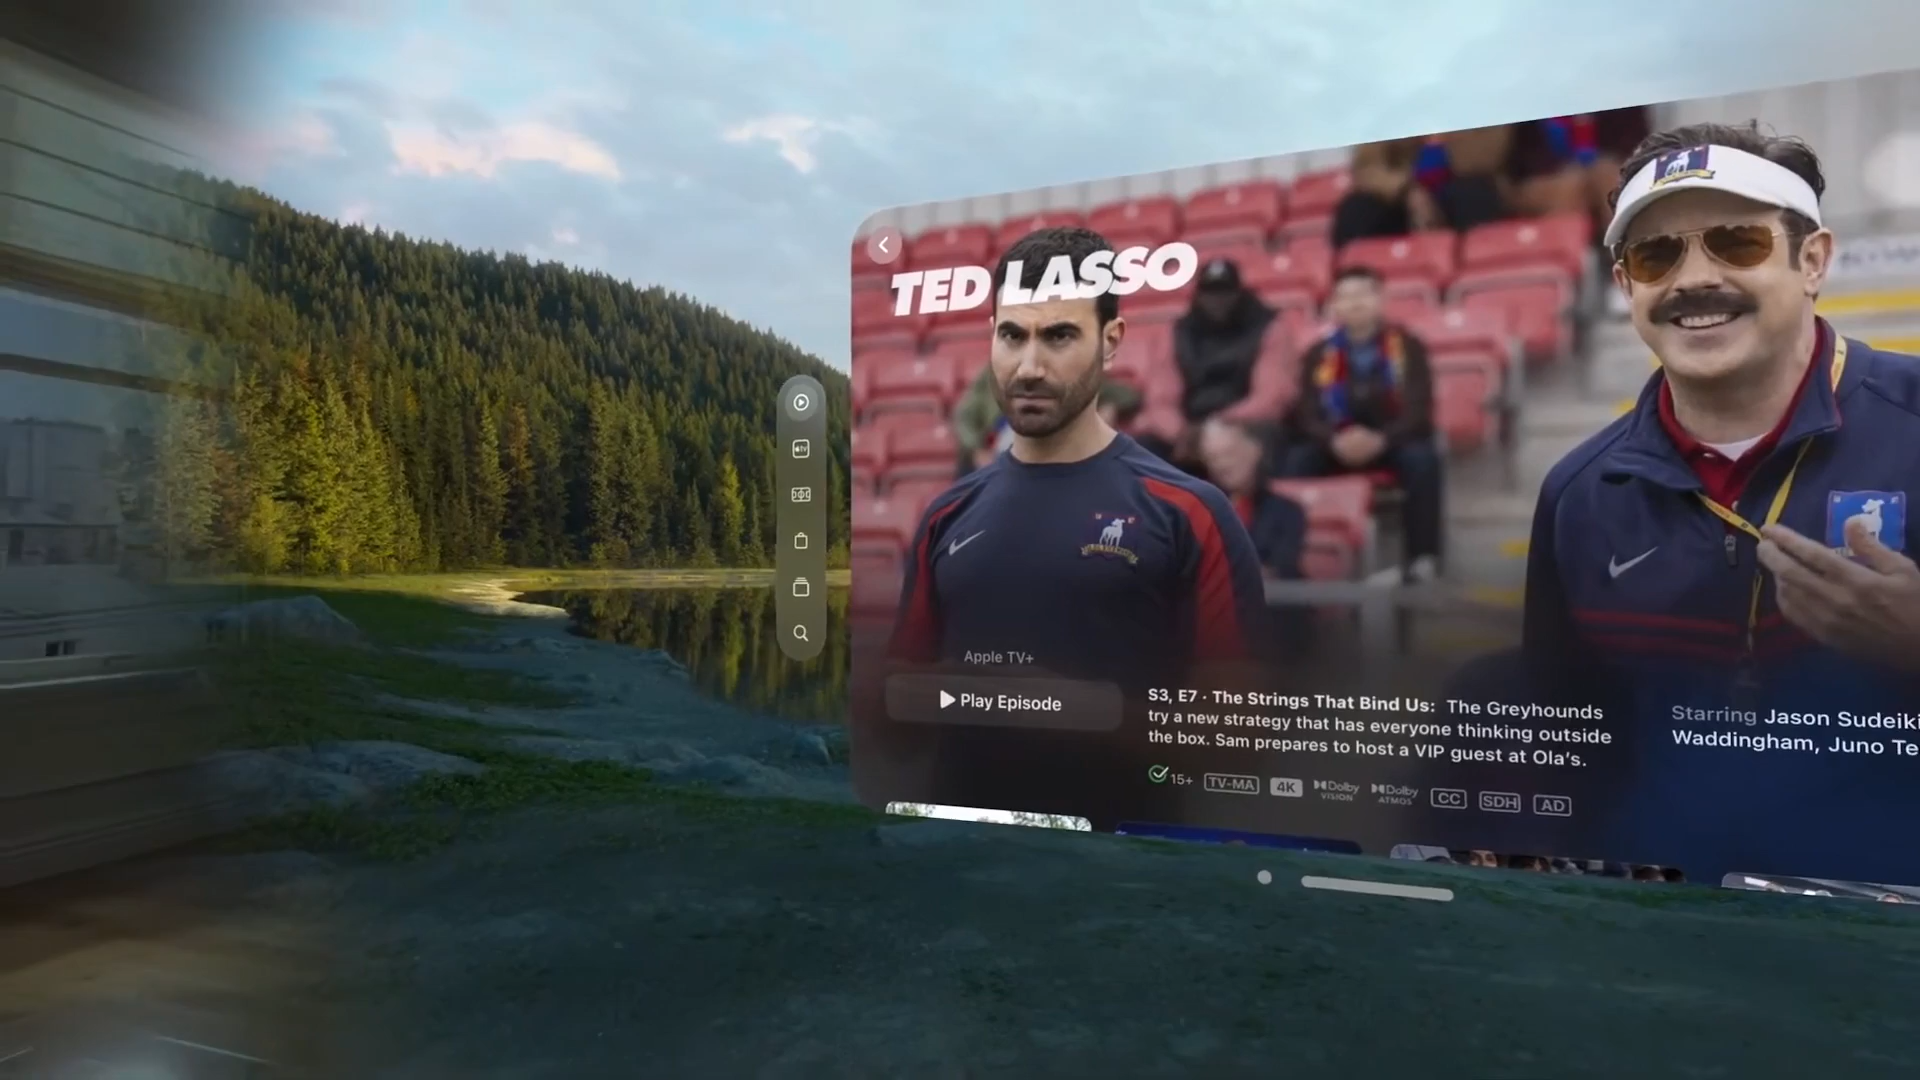 TED LASSO
tv
Apple TV+
Play Episode
S3, E7 · The Strings That Bind Us: The Greyhounds
try a new strategy that has everyone thinking outside
the box. Sam prepares to host a VIP guest at Ola's.
15+ TV-MA 4K Dolby VISION Dolby ATMOS CC SDH AD
Starring Jason Sudeiki
Waddingham, Juno Te